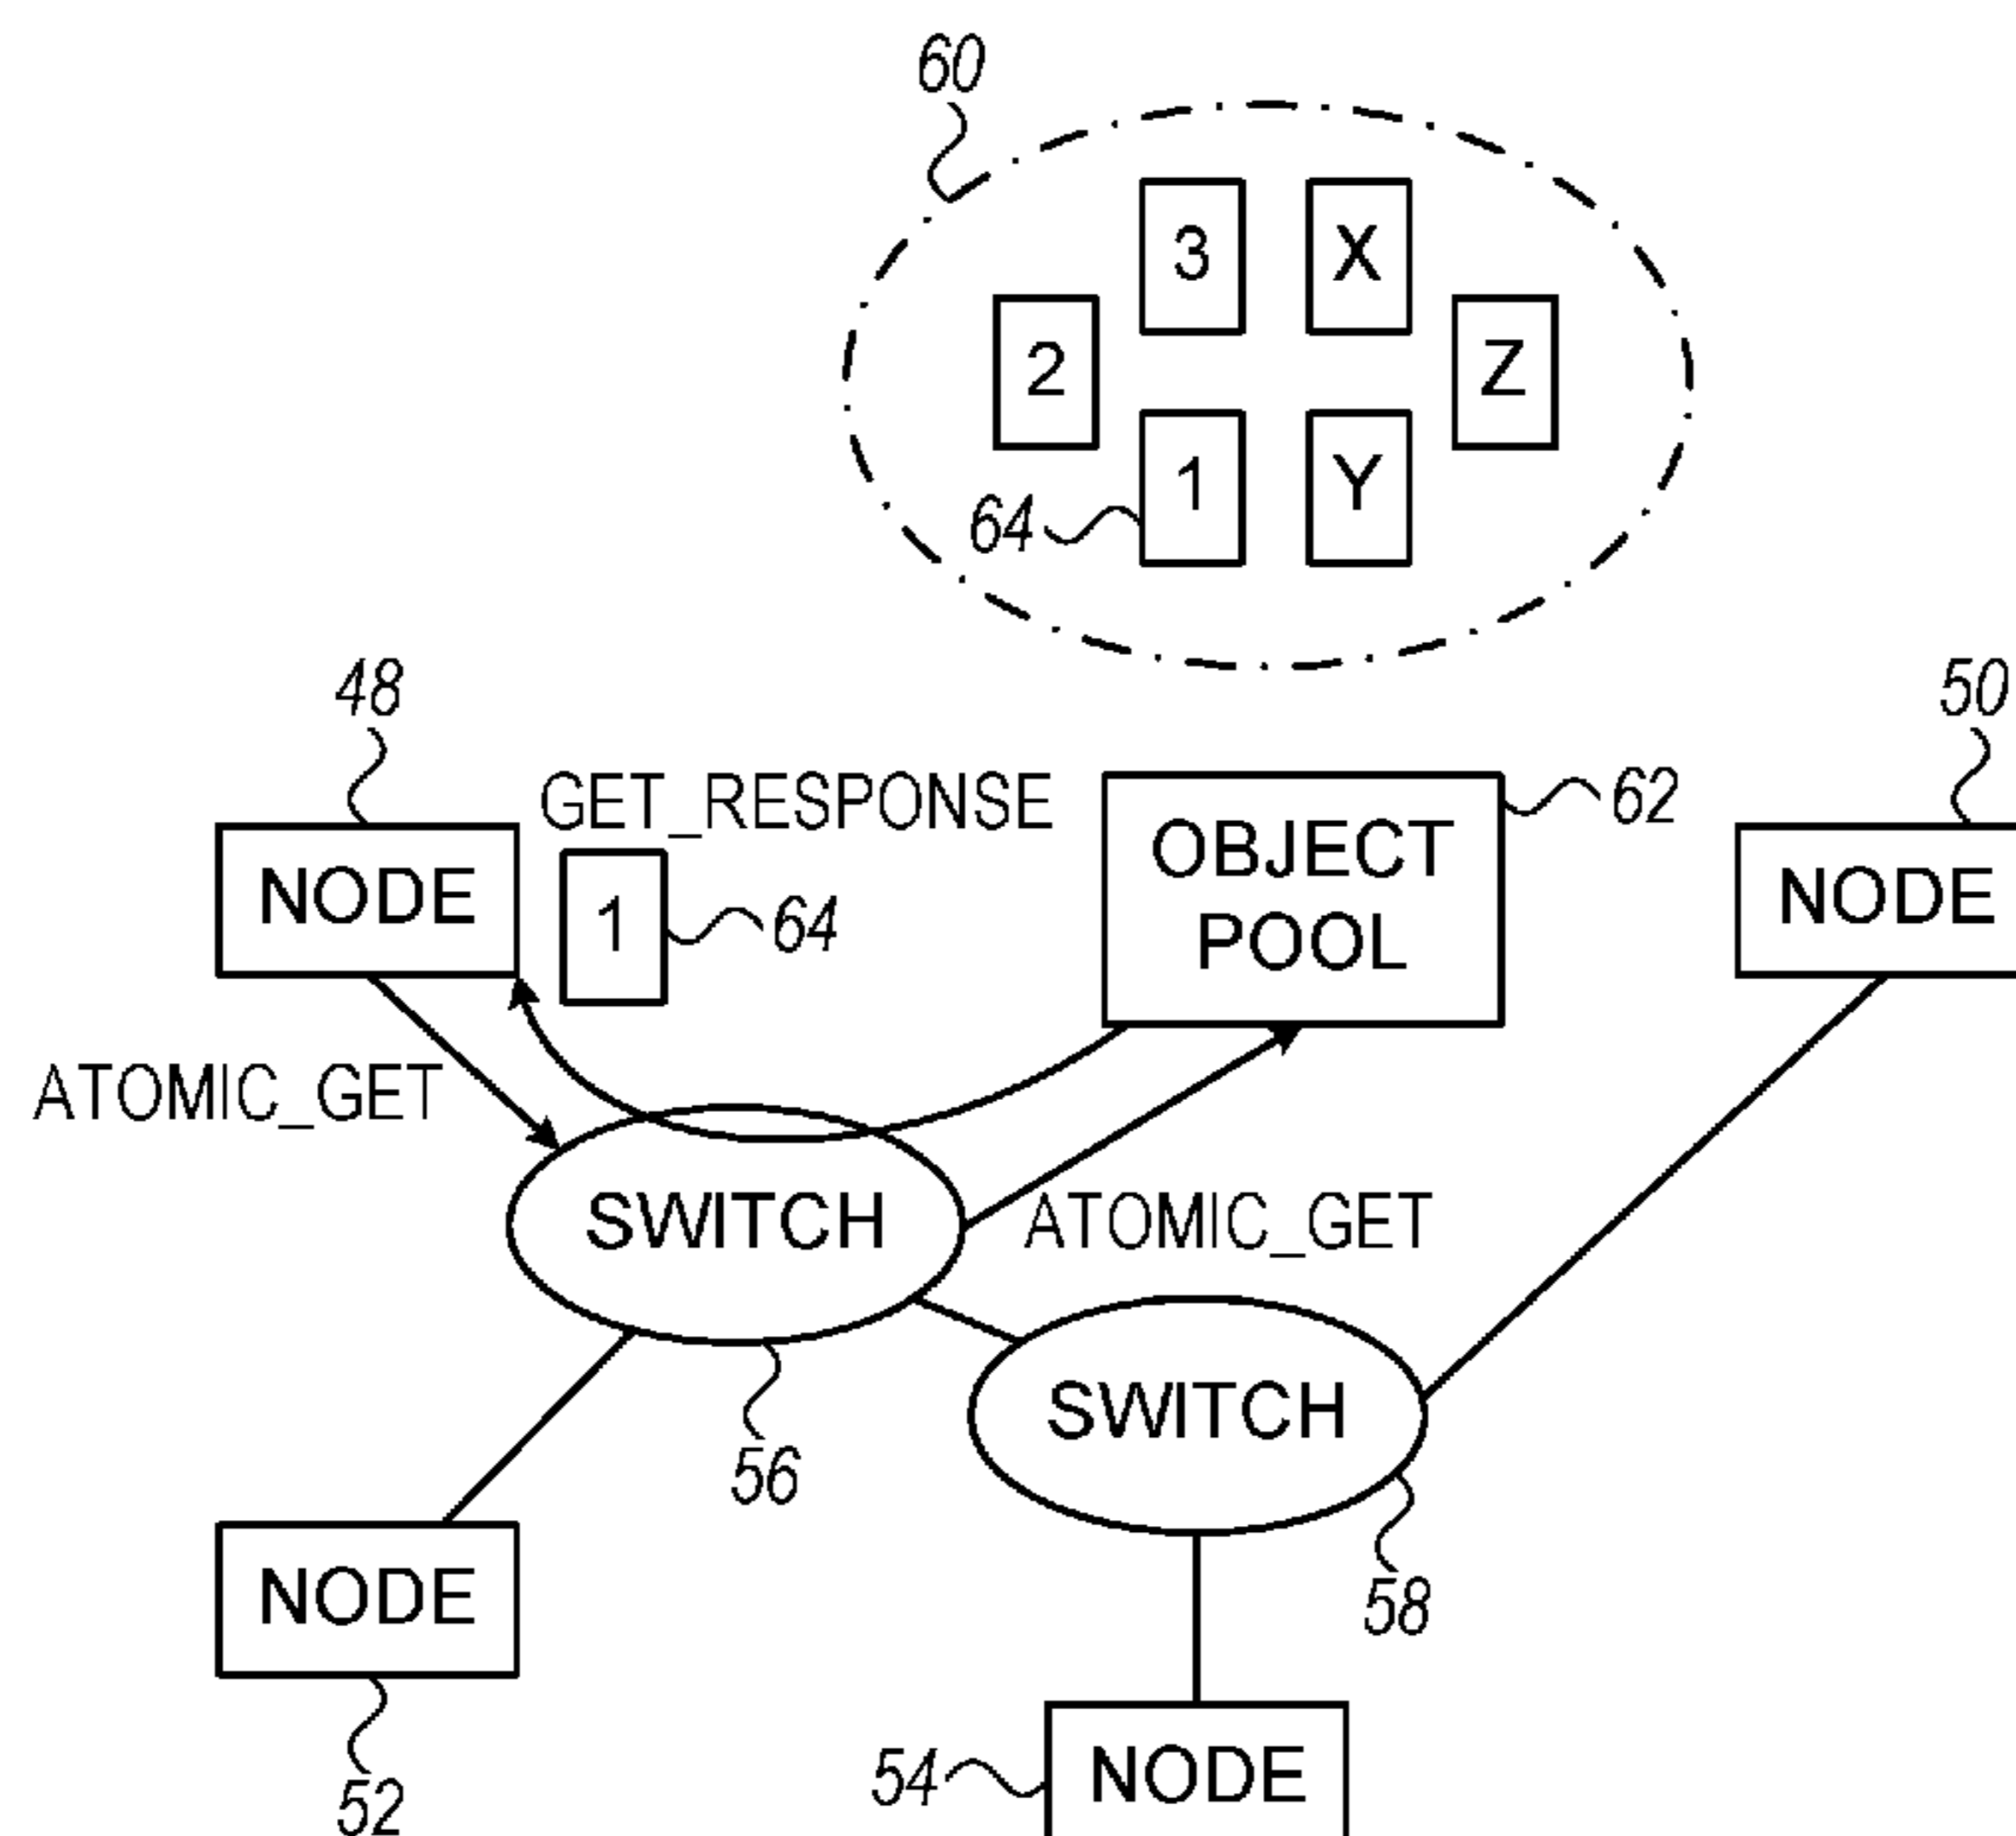 60
3
X
2
Z
1
Y
64
48
50
GET_RESPONSE
62
NODE
1
64
OBJECT
POOL
NODE
ATOMIC_GET
SWITCH
ATOMIC_GET
SWITCH
56
NODE
58
52
54
NODE